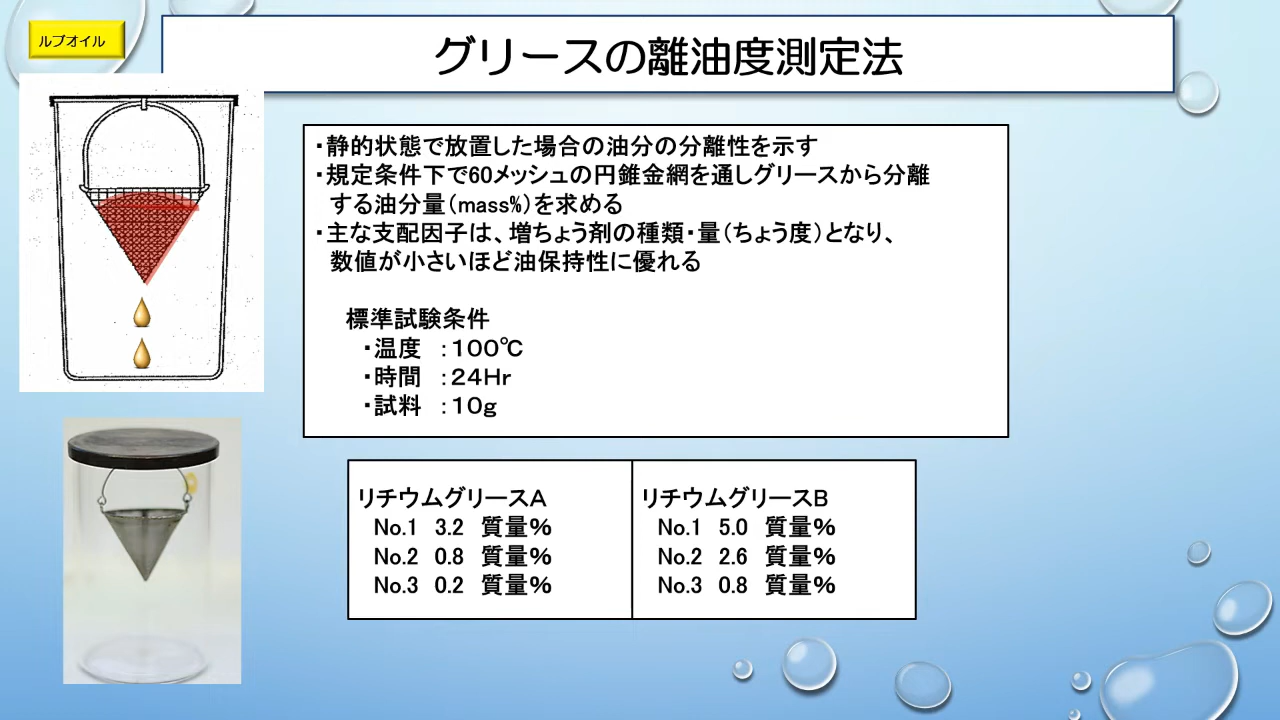 ルブオイル
グリースの離油度測定法
・静的状態で放置した場合の油分の分離性を示す
・規定条件下で60メッシュの円錐金網を通しグリースから分離
する油分量(mass%)を求める
・主な支配因子は、増ちょう剤の種類・量(ちょう度)となり、
数値が小さいほど油保持性に優れる
標準試験条件
・温度 :100℃
・時間 :24Hr
・試料 :10g
リチウムグリースA
No.1 3.2 質量%
No.2 0.8 質量%
No.3 0.2 質量%
リチウムグリースB
No.1 5.0 質量%
No.2 2.6 質量%
No.3 0.8 質量%